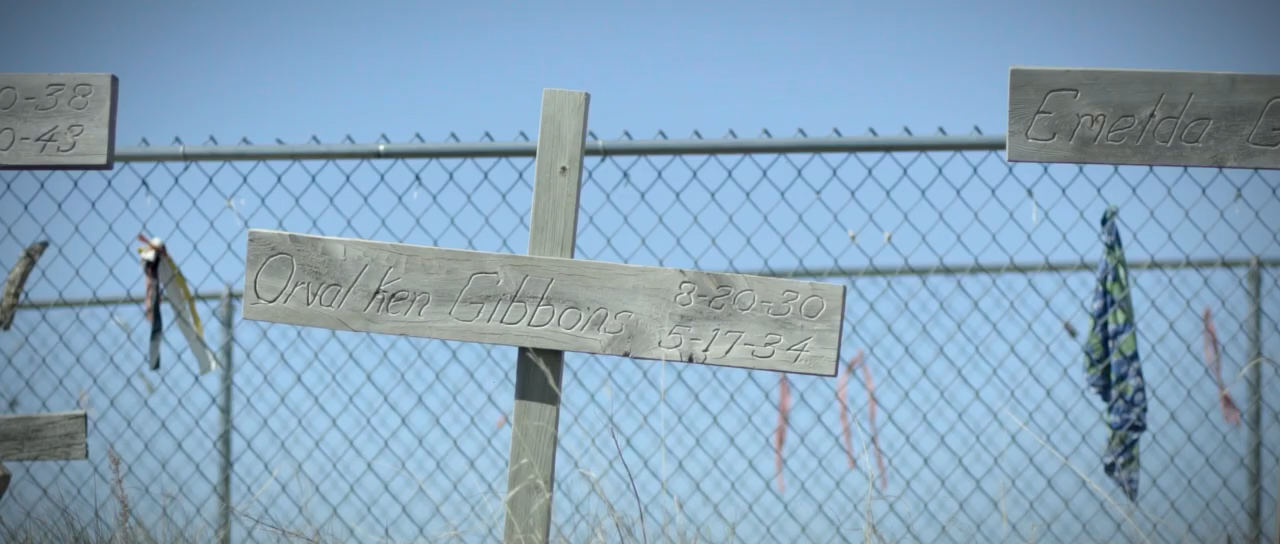 0-38
0-43
Orval Ken Gibbons
8-20-30
5-17-34
Emelda G